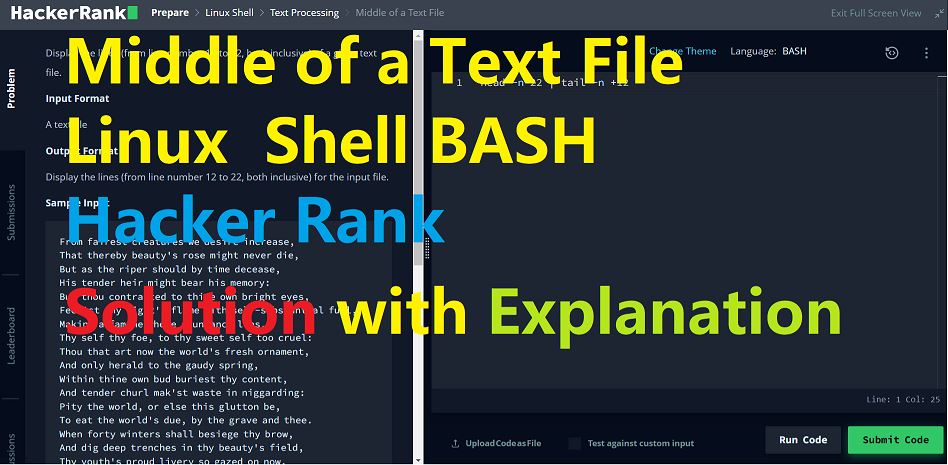 HackerRank
Prepare > Linux Shell > Text Processing > Middle of a Text File
Exit Full Screen View
Problem
Submissions
Leaderboard
Display the lines (from line number 12 to 22, both inclusive) of a given text
file.
Input Format
A text file
Output Format
Display the lines (from line number 12 to 22, both inclusive) for the input file.
Sample Input
From fairest creatures we desire increase,
That thereby beauty's rose might never die,
But as the riper should by time decease,
His tender heir might bear his memory:
But thou contracted to thine own bright eyes,
Thy self thy foe, to thy sweet self too cruel:
Thou that art now the world's fresh ornament,
And only herald to the gaudy spring,
Within thine own bud buriest thy content,
And tender churl mak'st waste in niggarding:
Pity the world, or else this glutton be,
To eat the world's due, by the grave and thee.
When forty winters shall besiege thy brow,
And dig deep trenches in thy beauty's field,
Thy youth's proud livery so gazed on now,
Change Theme
Language: BASH
1 head -n 22 | tail -n +12
Line: 1 Col: 25
Upload Code as File
Test against custom input
Run Code
Submit Code
Middle of a Text File
Linux Shell BASH
Hacker Rank
Solution with Explanation